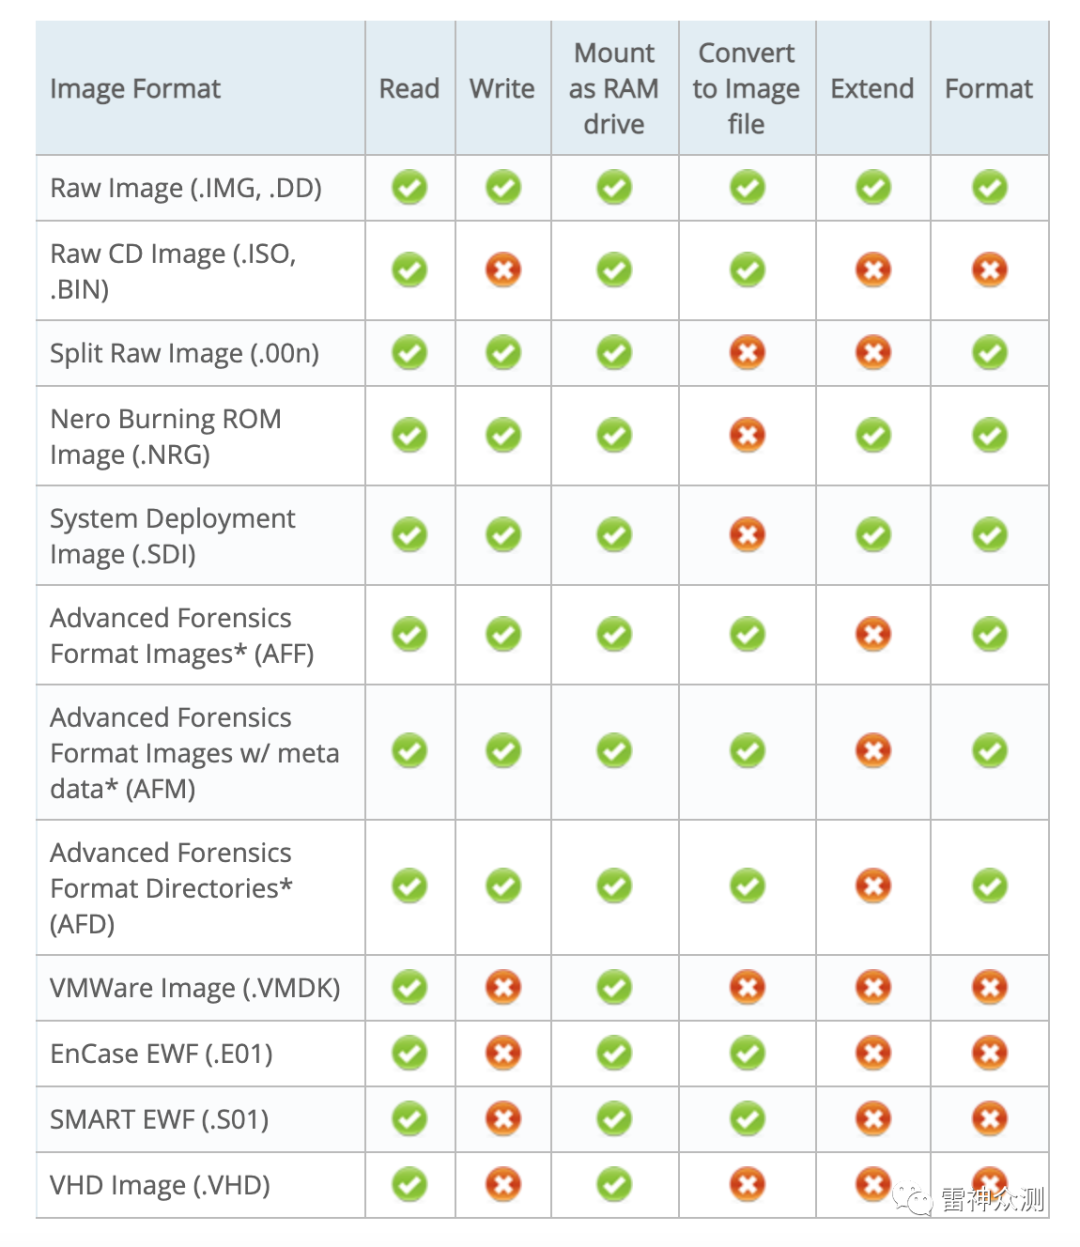 Image Format
Read
Write
Mount
as RAM
drive
Convert
to Image
file
Extend
Format
Raw Image (.IMG, .DD)
Raw CD Image (.ISO,
.BIN)
Split Raw Image (.00n)
Nero Burning ROM
Image (.NRG)
System Deployment
Image (.SDI)
Advanced Forensics
Format Images* (AFF)
Advanced Forensics
Format Images w/ meta
data* (AFM)
Advanced Forensics
Format Directories*
(AFD)
VMWare Image (.VMDK)
EnCase EWF (.E01)
SMART EWF (.S01)
VHD Image (.VHD)
雷神众测